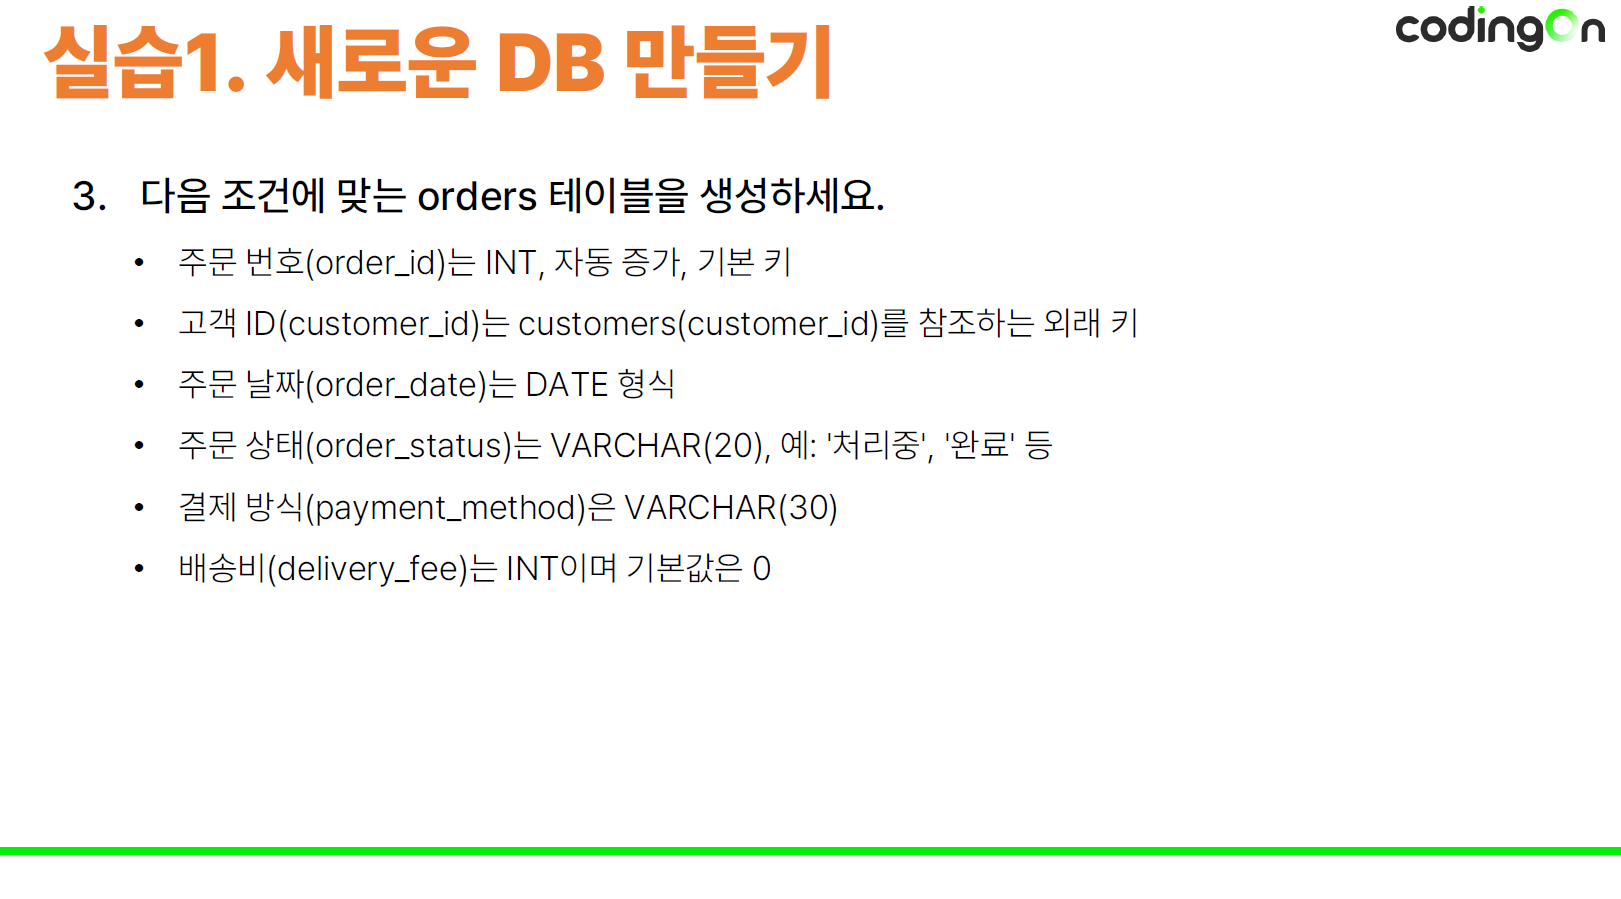 실습1. 새로운 DB 만들기
codingOn
3. 다음 조건에 맞는 orders 테이블을 생성하세요.
• 주문 번호(order_id)는 INT, 자동 증가, 기본 키
• 고객 ID(customer_id)는 customers(customer_id)를 참조하는 외래 키
• 주문 날짜(order_date)는 DATE 형식
• 주문 상태(order_status)는 VARCHAR(20), 예: '처리중', '완료' 등
• 결제 방식(payment_method)은 VARCHAR(30)
• 배송비(delivery_fee)는 INT이며 기본값은 0